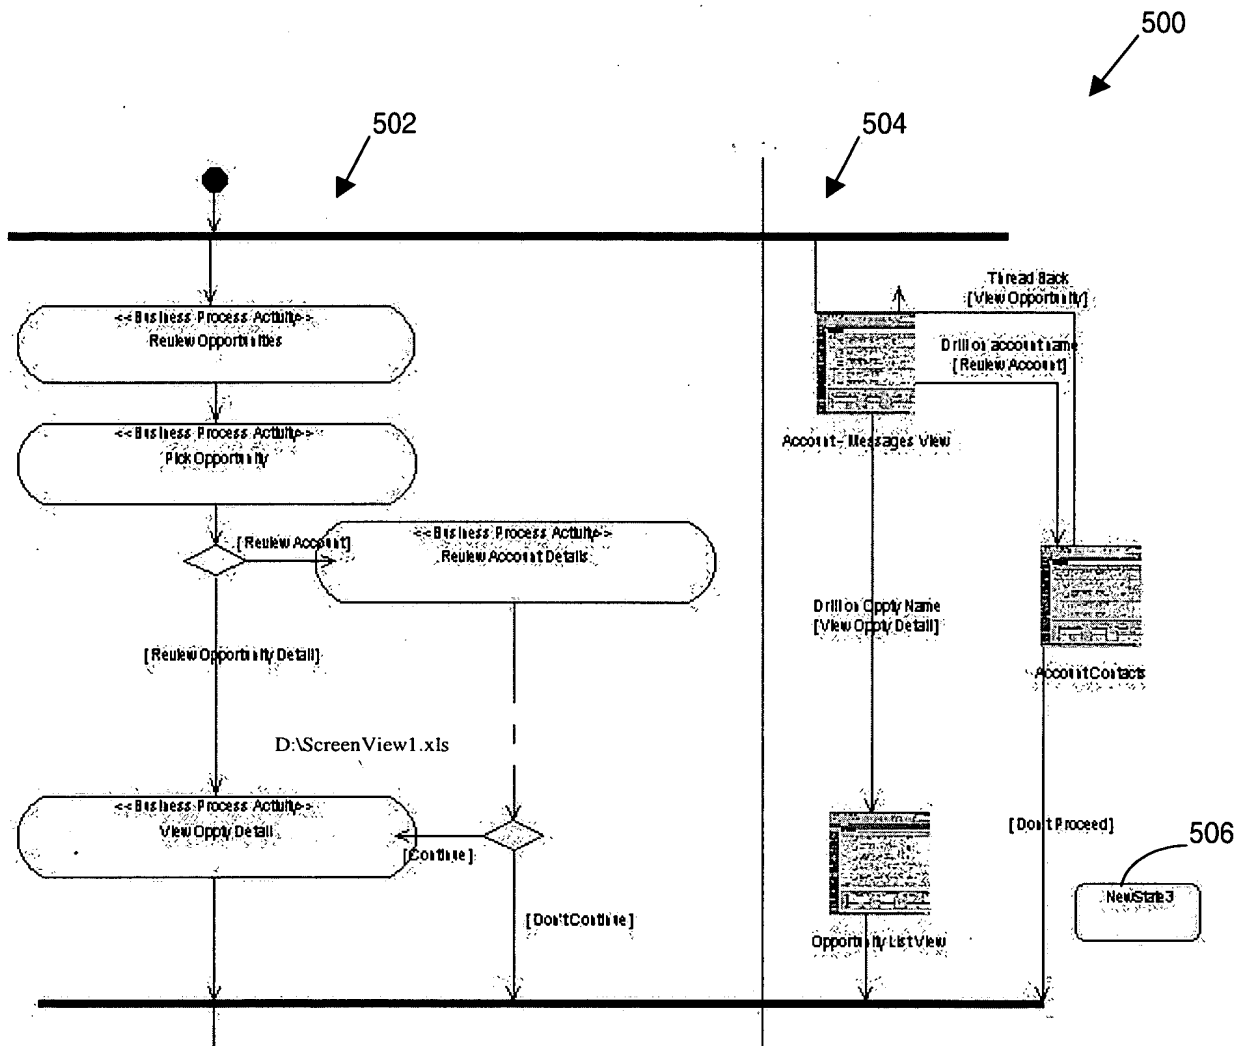 500
502
504
<<Business Process Activity>>
Review Opportunities
<<Business Process Activity>>
Pick Opportunity
[Review Account]
<<Business Process Activity>>
Review Account Details
[Review Opportunity Detail]
D:\ScreenView1.xls
<<Business Process Activity>>
View Oppty Detail
[Continue]
[Don't Continue]
Thread Back
[View Opportunity]
Drill on account name
[Review Account]
Account - Messages View
Drill on Oppty Name
[View Oppty Detail]
Account Contacts
[Don't Proceed]
506
NewState3
Opportunity List View